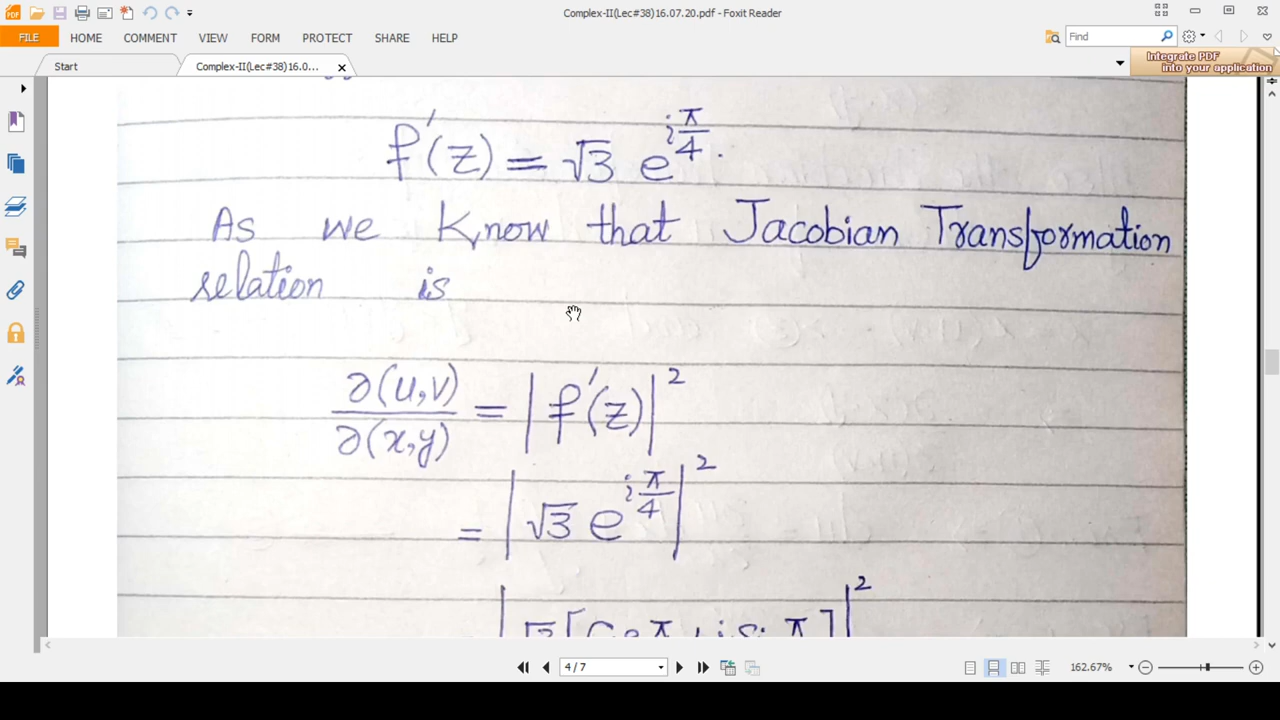 Complex-II(Lec#38)16.07.20.pdf - Foxit Reader
FILE HOME COMMENT VIEW FORM PROTECT SHARE HELP
Find
Start Complex-II(Lec#38)16.0...
Integrate PDF
into your application
f'(z) = √3 e^{iπ/4}.
As we Know that Jacobian Transformation
relation is
∂(u,v)/∂(x,y) = |f'(z)|²
= |√3 e^{iπ/4}|²
4 / 7
162.67%